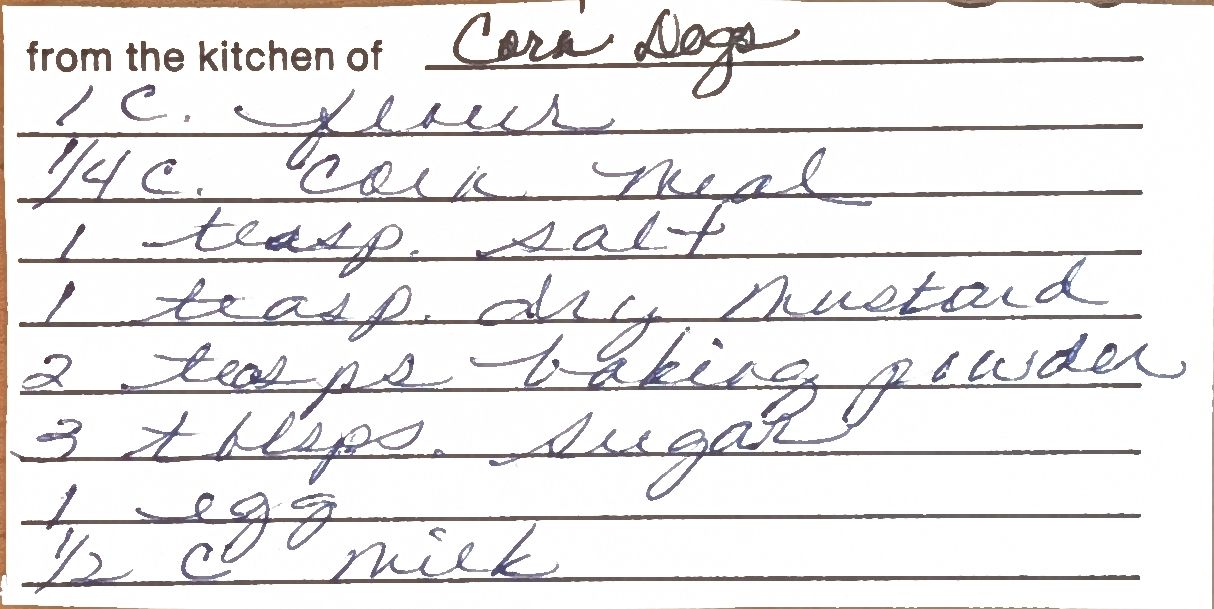 from the kitchen of Corn Dogs
1 C. flour
1/4 C. Corn Meal
1 teasp. salt
1 teasp. dry Mustard
2 teasps baking powder
3 tblsps. sugar
1 egg
1/2 C Milk